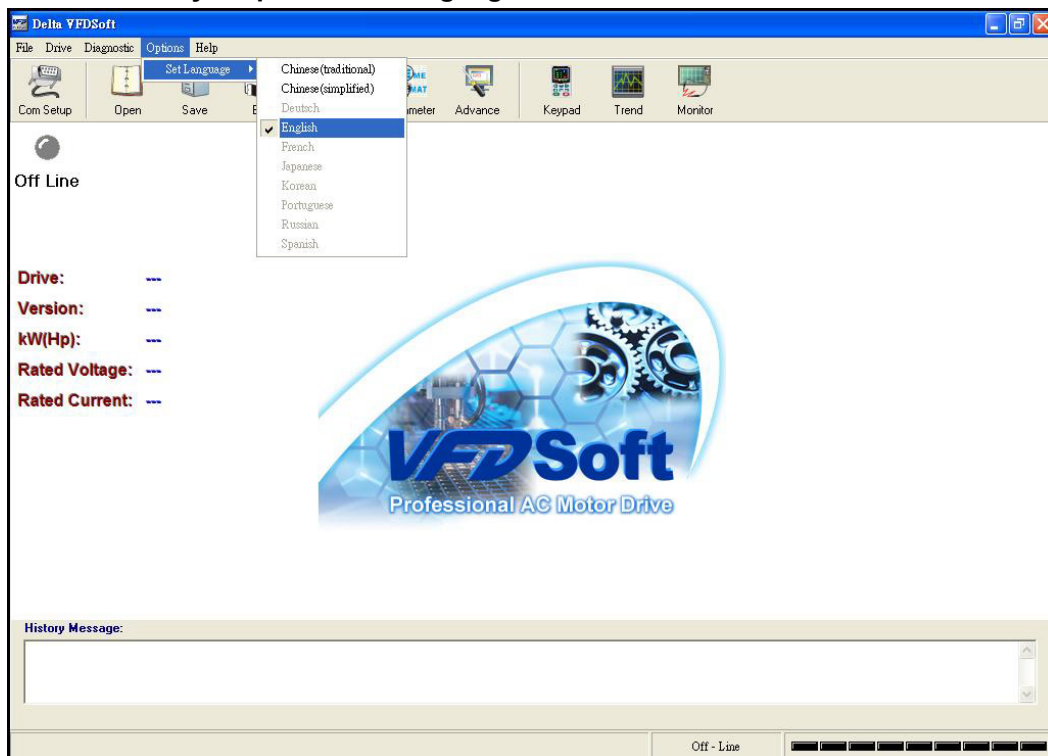 Delta VFDSoft
File Drive Diagnostic Options Help
Set Language
Chinese(traditional)
Chinese(simplified)
Deutsch
English
French
Japanese
Korean
Portuguese
Russian
Spanish
Com Setup Open Save Advance Keypad Trend Monitor
Off Line
Drive: ---
Version: ---
kW(Hp): ---
Rated Voltage: ---
Rated Current: ---
VFDSoft
Professional AC Motor Drive
History Message:
Off - Line